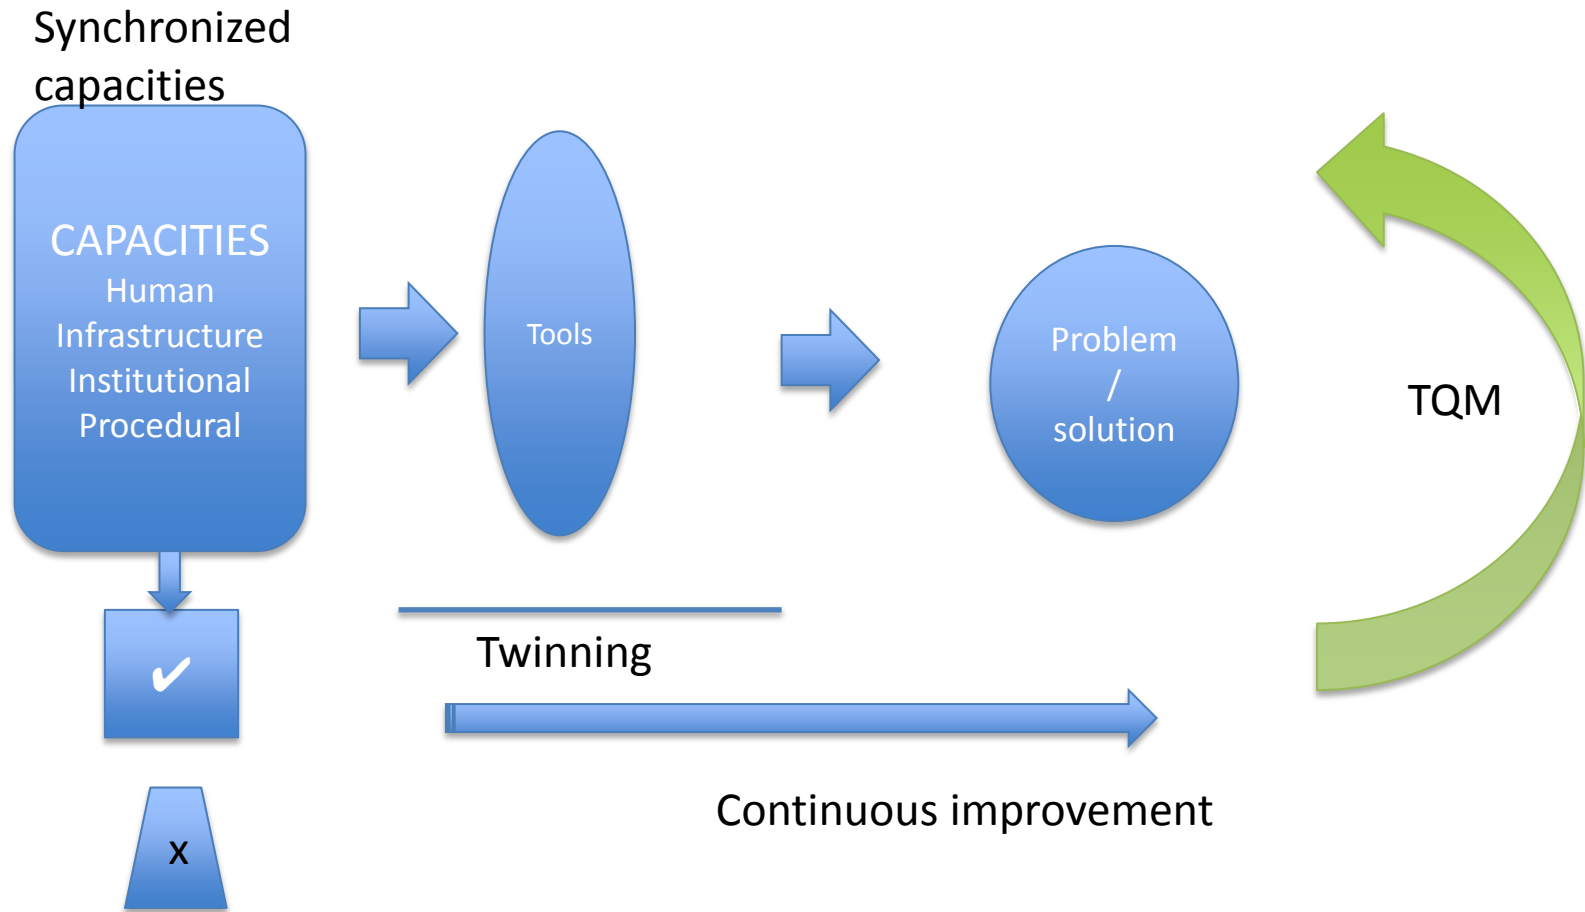 Synchronized
capacities
CAPACITIES
Human
Infrastructure
Institutional
Procedural
Tools
Problem
/
solution
TQM
✔
Twinning
Continuous improvement
x